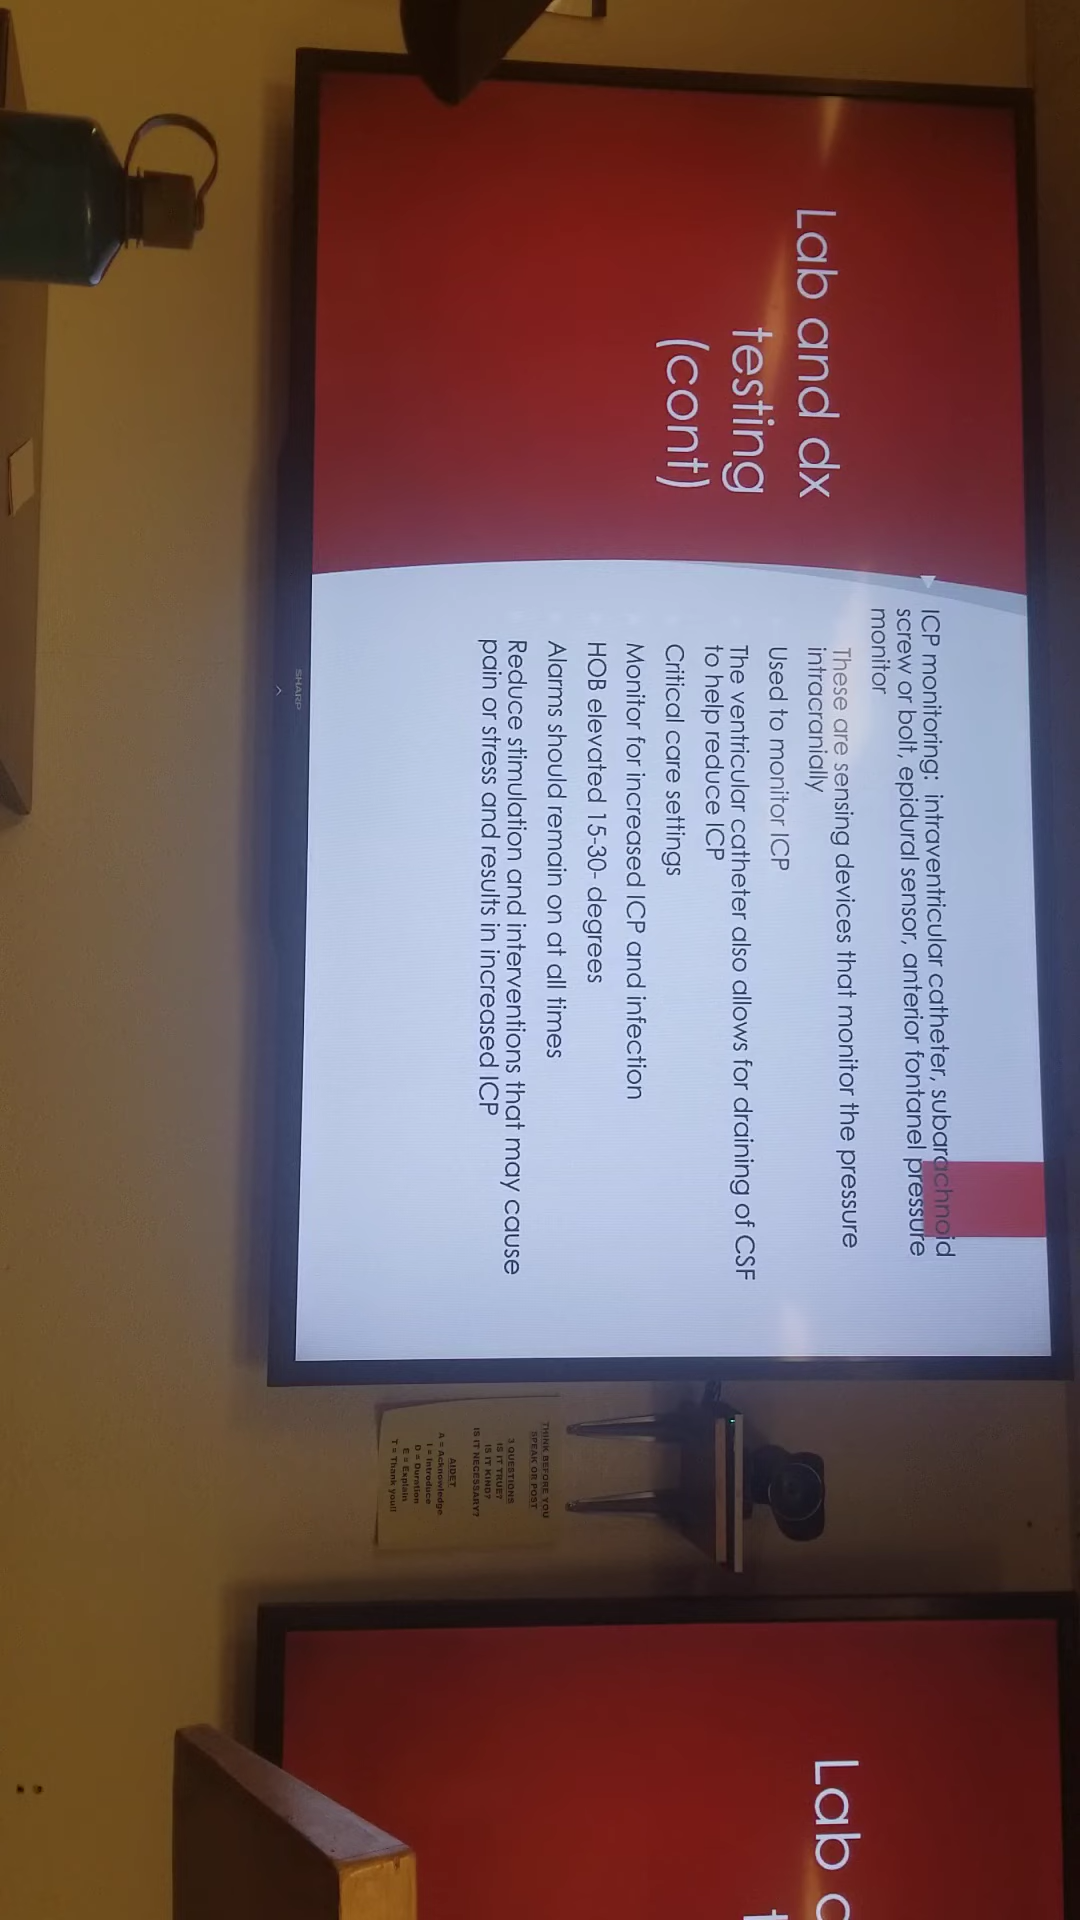 Lab and dx
testing
(cont)
ICP monitoring: intraventricular catheter, subarachnoid
screw or bolt, epidural sensor, anterior fontanel pressure
monitor
These are sensing devices that monitor the pressure
intracranially
Used to monitor ICP
The ventricular catheter also allows for draining of CSF
to help reduce ICP
Critical care settings
Monitor for increased ICP and infection
HOB elevated 15-30- degrees
Alarms should remain on at all times
Reduce stimulation and interventions that may cause
pain or stress and results in increased ICP
SHARP
THINK BEFORE YOU
SPEAK OR POST
3 QUESTIONS
IS IT TRUE?
IS IT KIND?
IS IT NECESSARY?
AIDET
A = Acknowledge
I = Introduce
D = Duration
E = Explain
T = Thank you!!
Lab